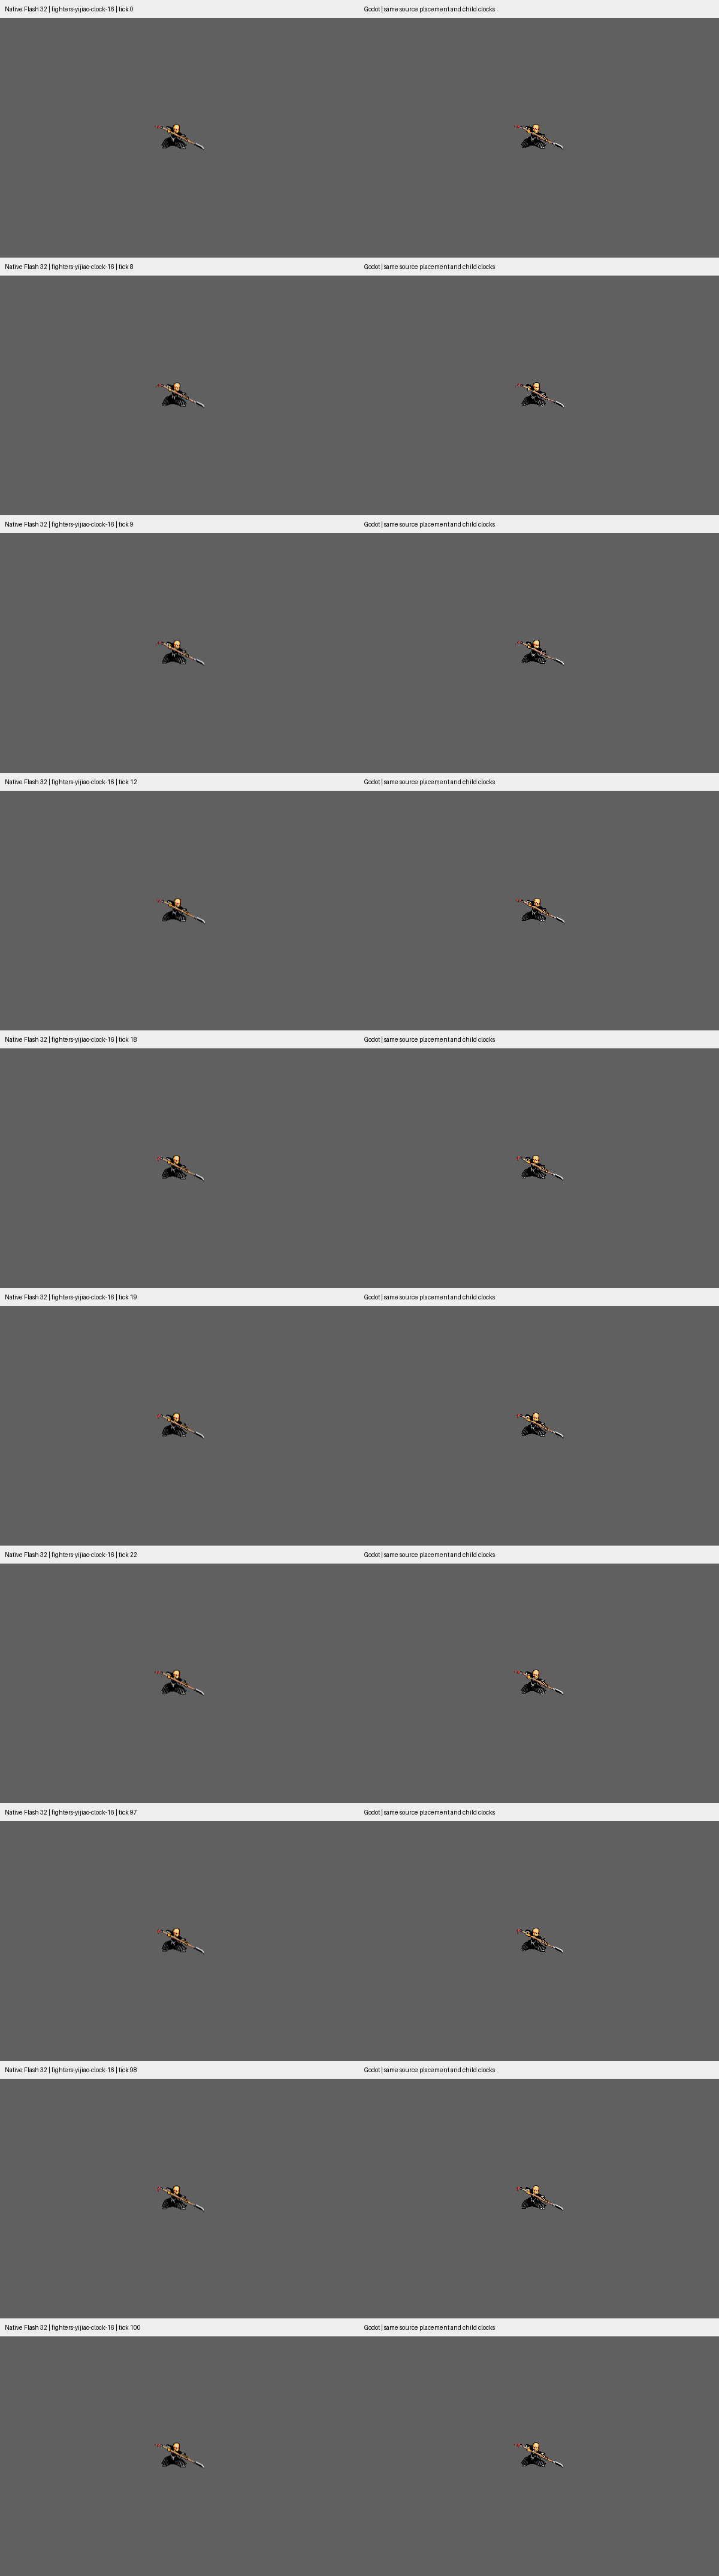 Native Flash 32 | fighters-yijiao-clock-16 | tick 0
Godot | same source placement and child clocks
Native Flash 32 | fighters-yijiao-clock-16 | tick 8
Godot | same source placement and child clocks
Native Flash 32 | fighters-yijiao-clock-16 | tick 9
Godot | same source placement and child clocks
Native Flash 32 | fighters-yijiao-clock-16 | tick 12
Godot | same source placement and child clocks
Native Flash 32 | fighters-yijiao-clock-16 | tick 18
Godot | same source placement and child clocks
Native Flash 32 | fighters-yijiao-clock-16 | tick 19
Godot | same source placement and child clocks
Native Flash 32 | fighters-yijiao-clock-16 | tick 22
Godot | same source placement and child clocks
Native Flash 32 | fighters-yijiao-clock-16 | tick 97
Godot | same source placement and child clocks
Native Flash 32 | fighters-yijiao-clock-16 | tick 98
Godot | same source placement and child clocks
Native Flash 32 | fighters-yijiao-clock-16 | tick 100
Godot | same source placement and child clocks